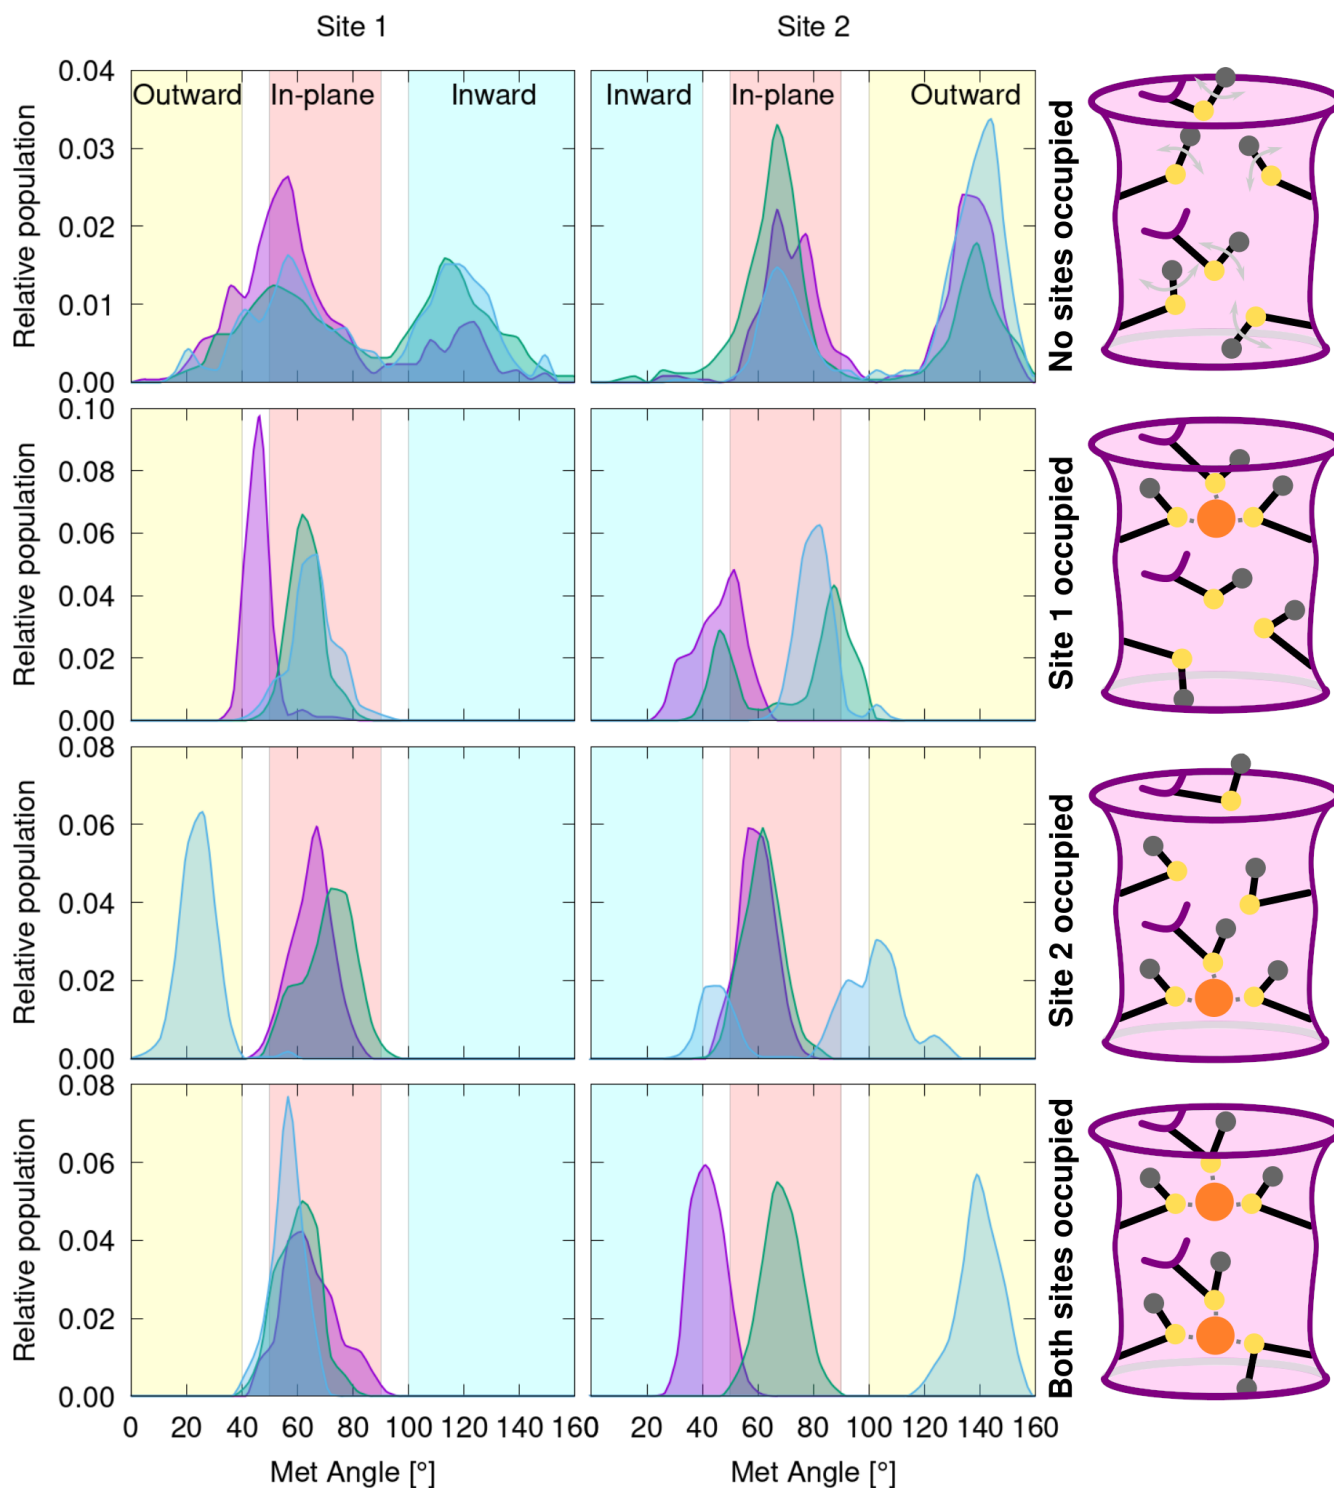 Site 1
Site 2
Outward
In-plane
Inward
Inward
In-plane
Outward
0.04
0.03
0.02
0.01
0.00
Relative population
No sites occupied
0.10
0.08
0.06
0.04
0.02
0.00
Relative population
Site 1 occupied
0.08
0.06
0.04
0.02
0.00
Relative population
Site 2 occupied
0.08
0.06
0.04
0.02
0.00
Relative population
Both sites occupied
0 20 40 60 80 100 120 140 160
0 20 40 60 80 100 120 140 160
Met Angle [°]
Met Angle [°]